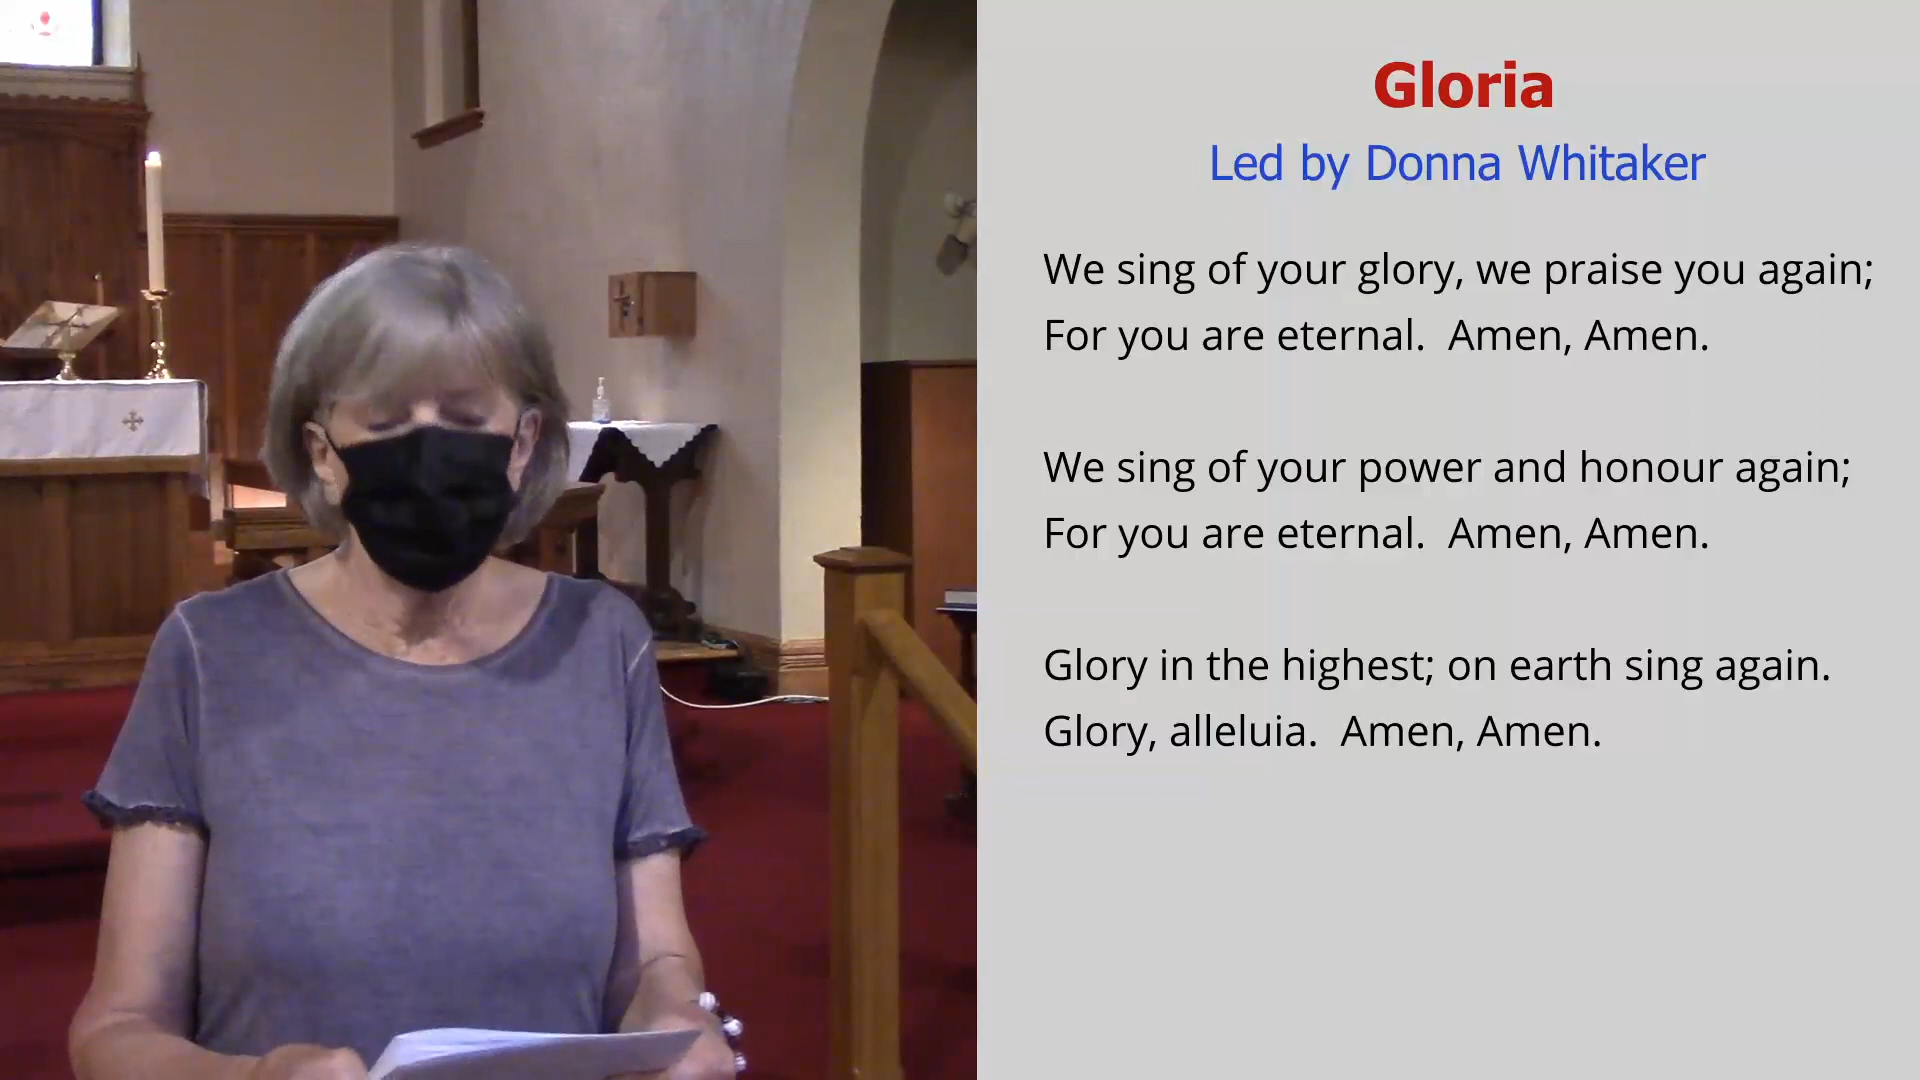 Gloria
Led by Donna Whitaker
We sing of your glory, we praise you again;
For you are eternal.  Amen, Amen.
We sing of your power and honour again;
For you are eternal.  Amen, Amen.
Glory in the highest; on earth sing again.
Glory, alleluia.  Amen, Amen.